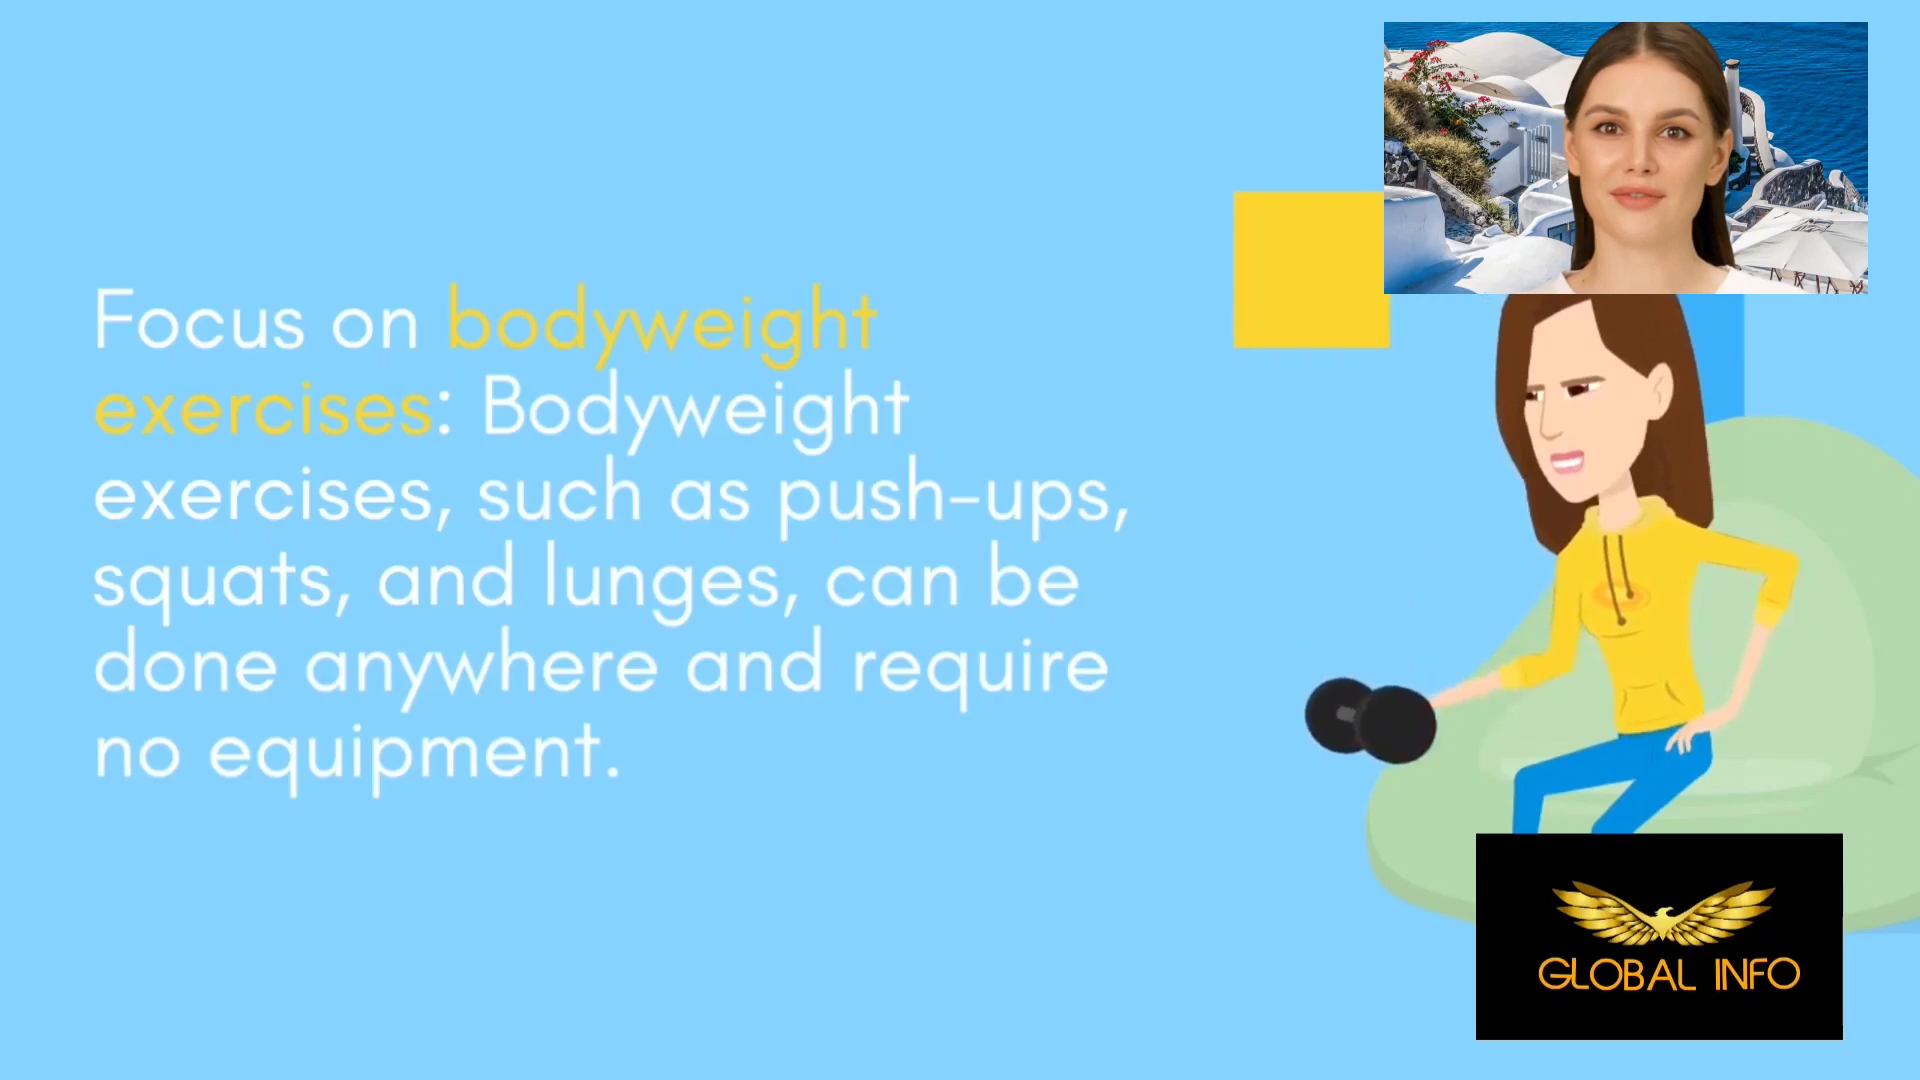 Focus on bodyweight
exercises: Bodyweight
exercises, such as push-ups,
squats, and lunges, can be
done anywhere and require
no equipment.
GLOBAL INFO